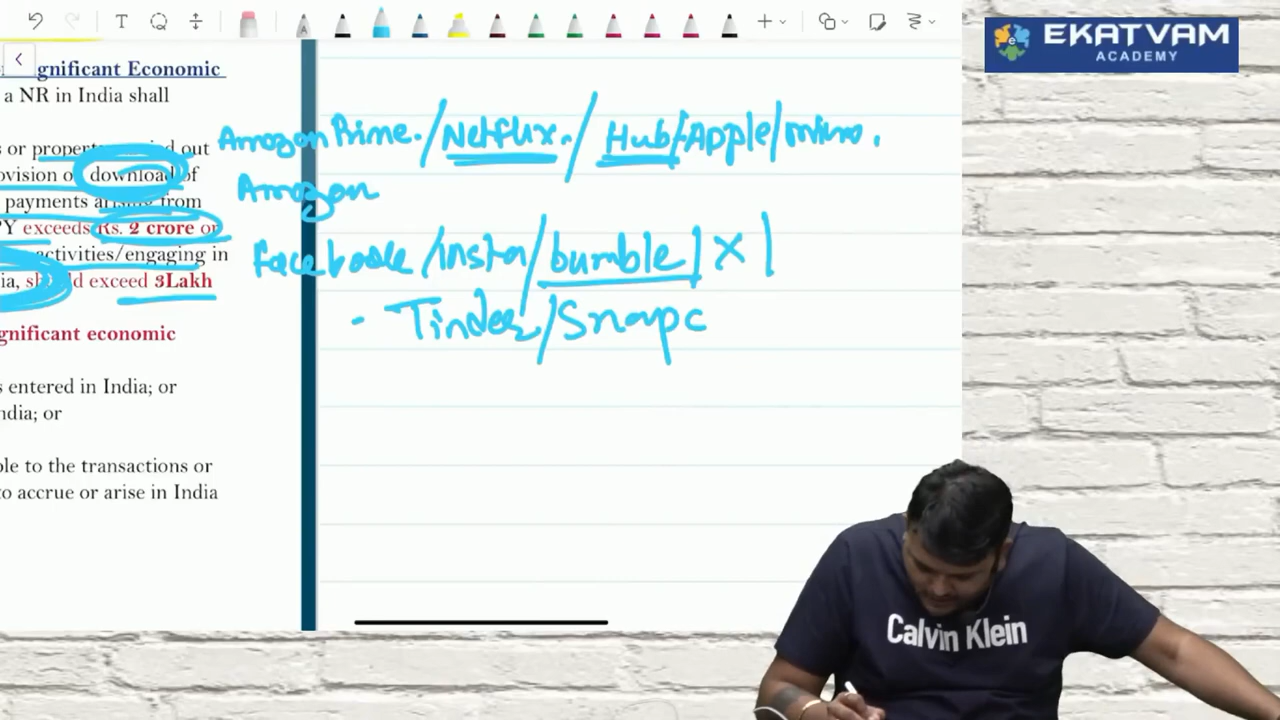 EKATVAM
ACADEMY
gnificant Economic
a NR in India shall
s or property carried out
ovision or download of
payments arising from
PY exceeds Rs. 2 crore or
activities/engaging in
ia, should exceed 3Lakh
gnificant economic
s entered in India; or
ndia; or
ble to the transactions or
to accrue or arise in India
Amazon Prime. / Netflix. / Hub / Apple / micro.
Amazon
facebook / insta / bumble | X |
- Tinder / Snapc
Calvin Klein